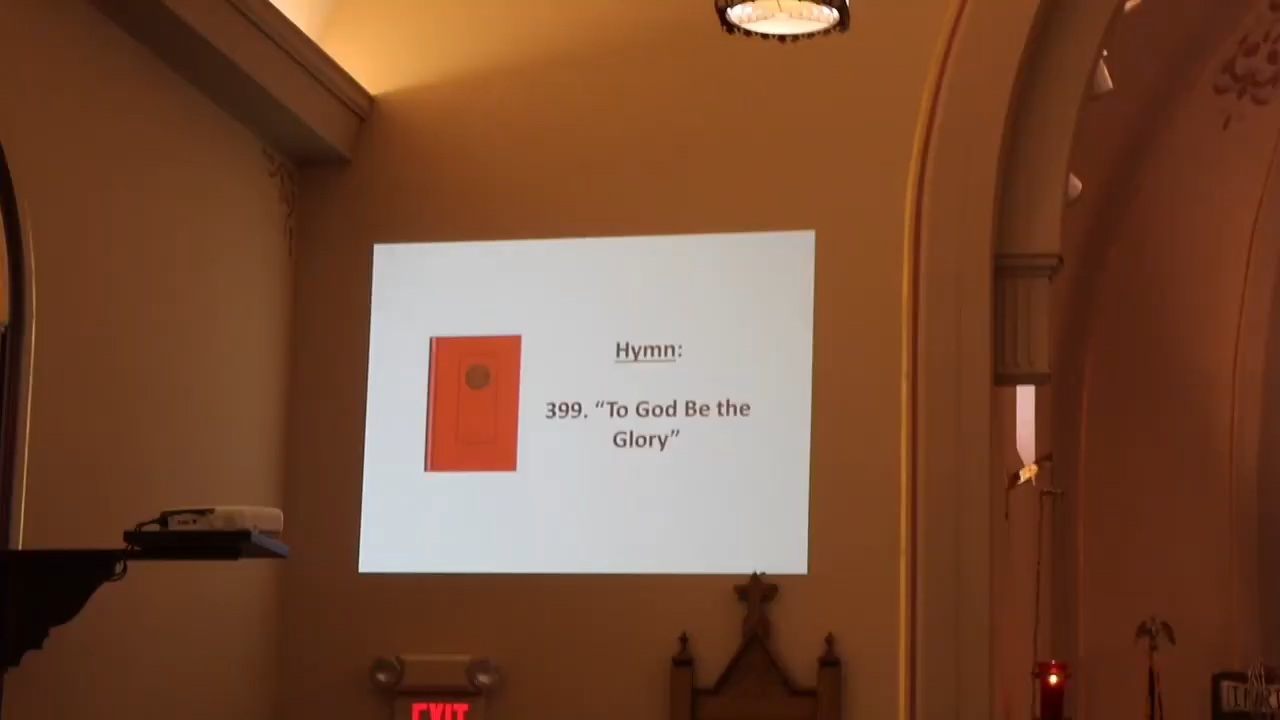 Hymn:
399. “To God Be the
Glory”
EXIT